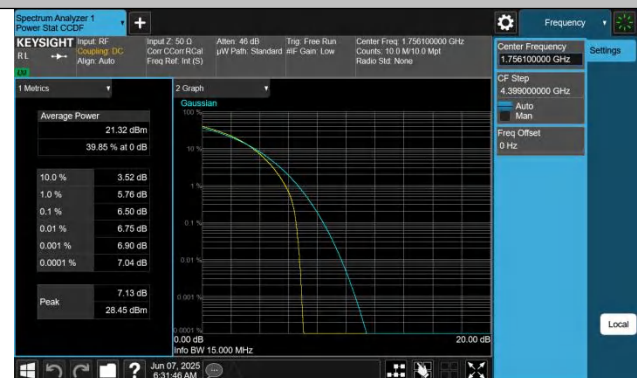 Spectrum Analyzer 1
Power Stat CCDF
Frequency
KEYSIGHT
RL
Input: RF
Coupling: DC
Align: Auto
Input Z: 50 Ω
Corr CCorr RCal
Freq Ref: Int (S)
Atten: 46 dB
µW Path: Standard
Trig: Free Run
#IF Gain: Low
Center Freq: 1.756100000 GHz
Counts: 10.0 M/10.0 Mpt
Radio Std: None
Center Frequency
1.756100000 GHz
Settings
CF Step
4.399000000 GHz
Auto
Man
Freq Offset
0 Hz
1 Metrics
2 Graph
Gaussian
Average Power
21.32 dBm
39.85 % at 0 dB
10.0 % 3.52 dB
1.0 % 5.76 dB
0.1 % 6.50 dB
0.01 % 6.75 dB
0.001 % 6.90 dB
0.0001 % 7.04 dB
Peak 7.13 dB
28.45 dBm
100 %
10 %
1 %
0.1 %
0.01 %
0.001 %
0.0001 %
0.00 dB 20.00 dB
Info BW 15.000 MHz
Local
Jun 07, 2025
6:31:46 AM